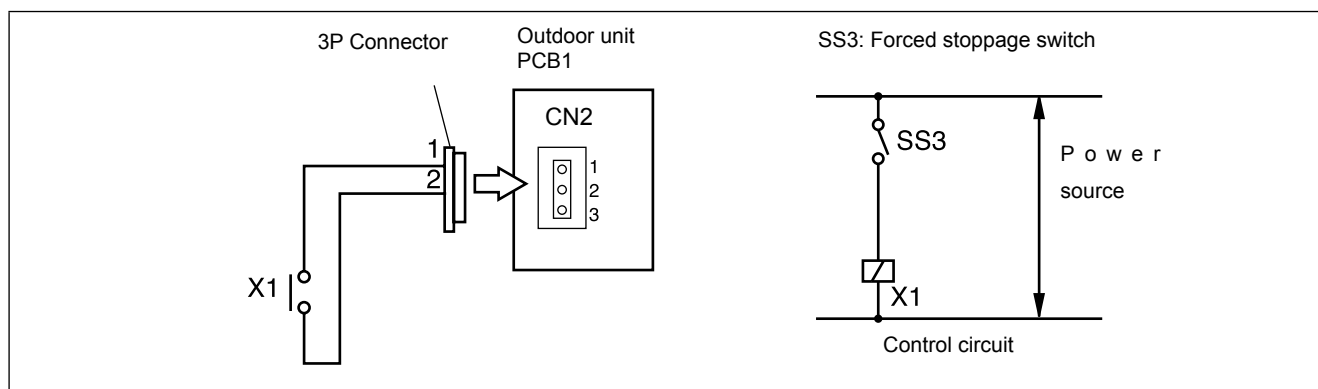 3P Connector
Outdoor unit
PCB1
CN2
1
2
1
2
3
X1
SS3: Forced stoppage switch
SS3
Power
source
X1
Control circuit